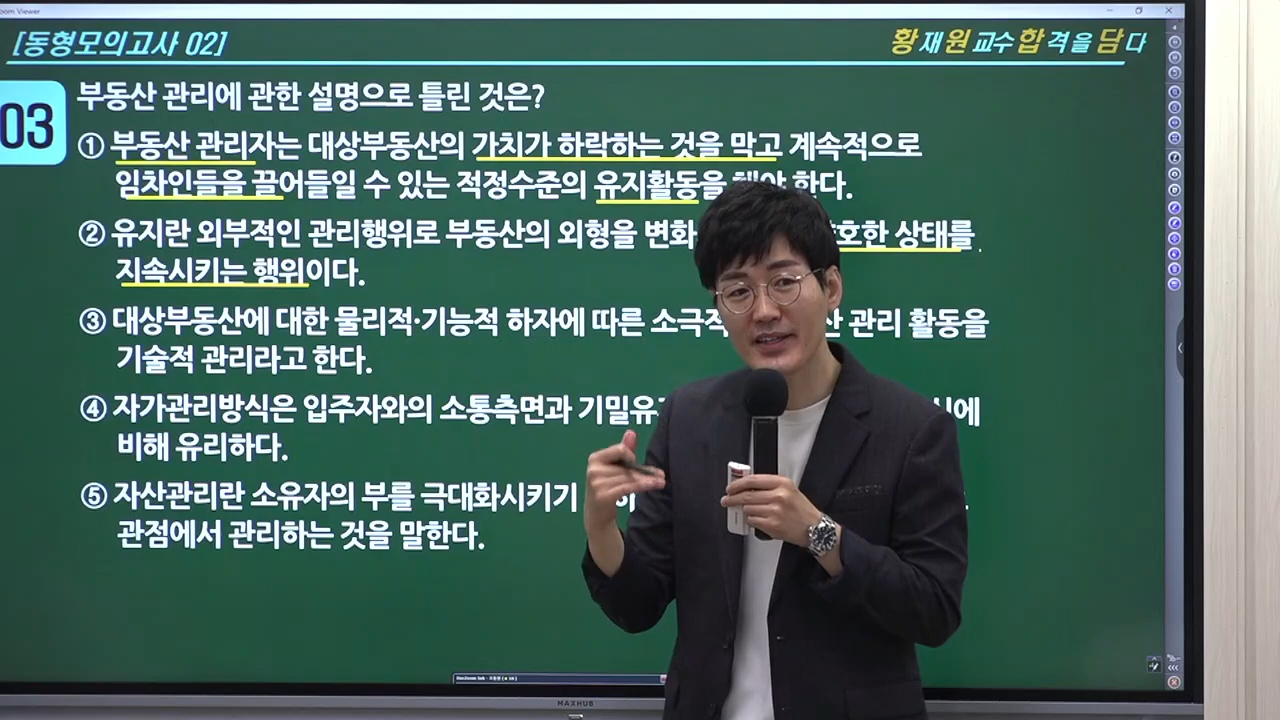 oom Viewer
[동형모의고사 02]
황재원 교수 합격을 담다
03
부동산 관리에 관한 설명으로 틀린 것은?
① 부동산 관리자는 대상부동산의 가치가 하락하는 것을 막고 계속적으로
임차인들을 끌어들일 수 있는 적정수준의 유지활동을 해야 한다.
② 유지란 외부적인 관리행위로 부동산의 외형을 변화 호한 상태를
지속시키는 행위이다.
③ 대상부동산에 대한 물리적·기능적 하자에 따른 소극적 산 관리 활동을
기술적 관리라고 한다.
④ 자가관리방식은 입주자와의 소통측면과 기밀유 식에
비해 유리하다.
⑤ 자산관리란 소유자의 부를 극대화시키기
관점에서 관리하는 것을 말한다.
MAXHUB